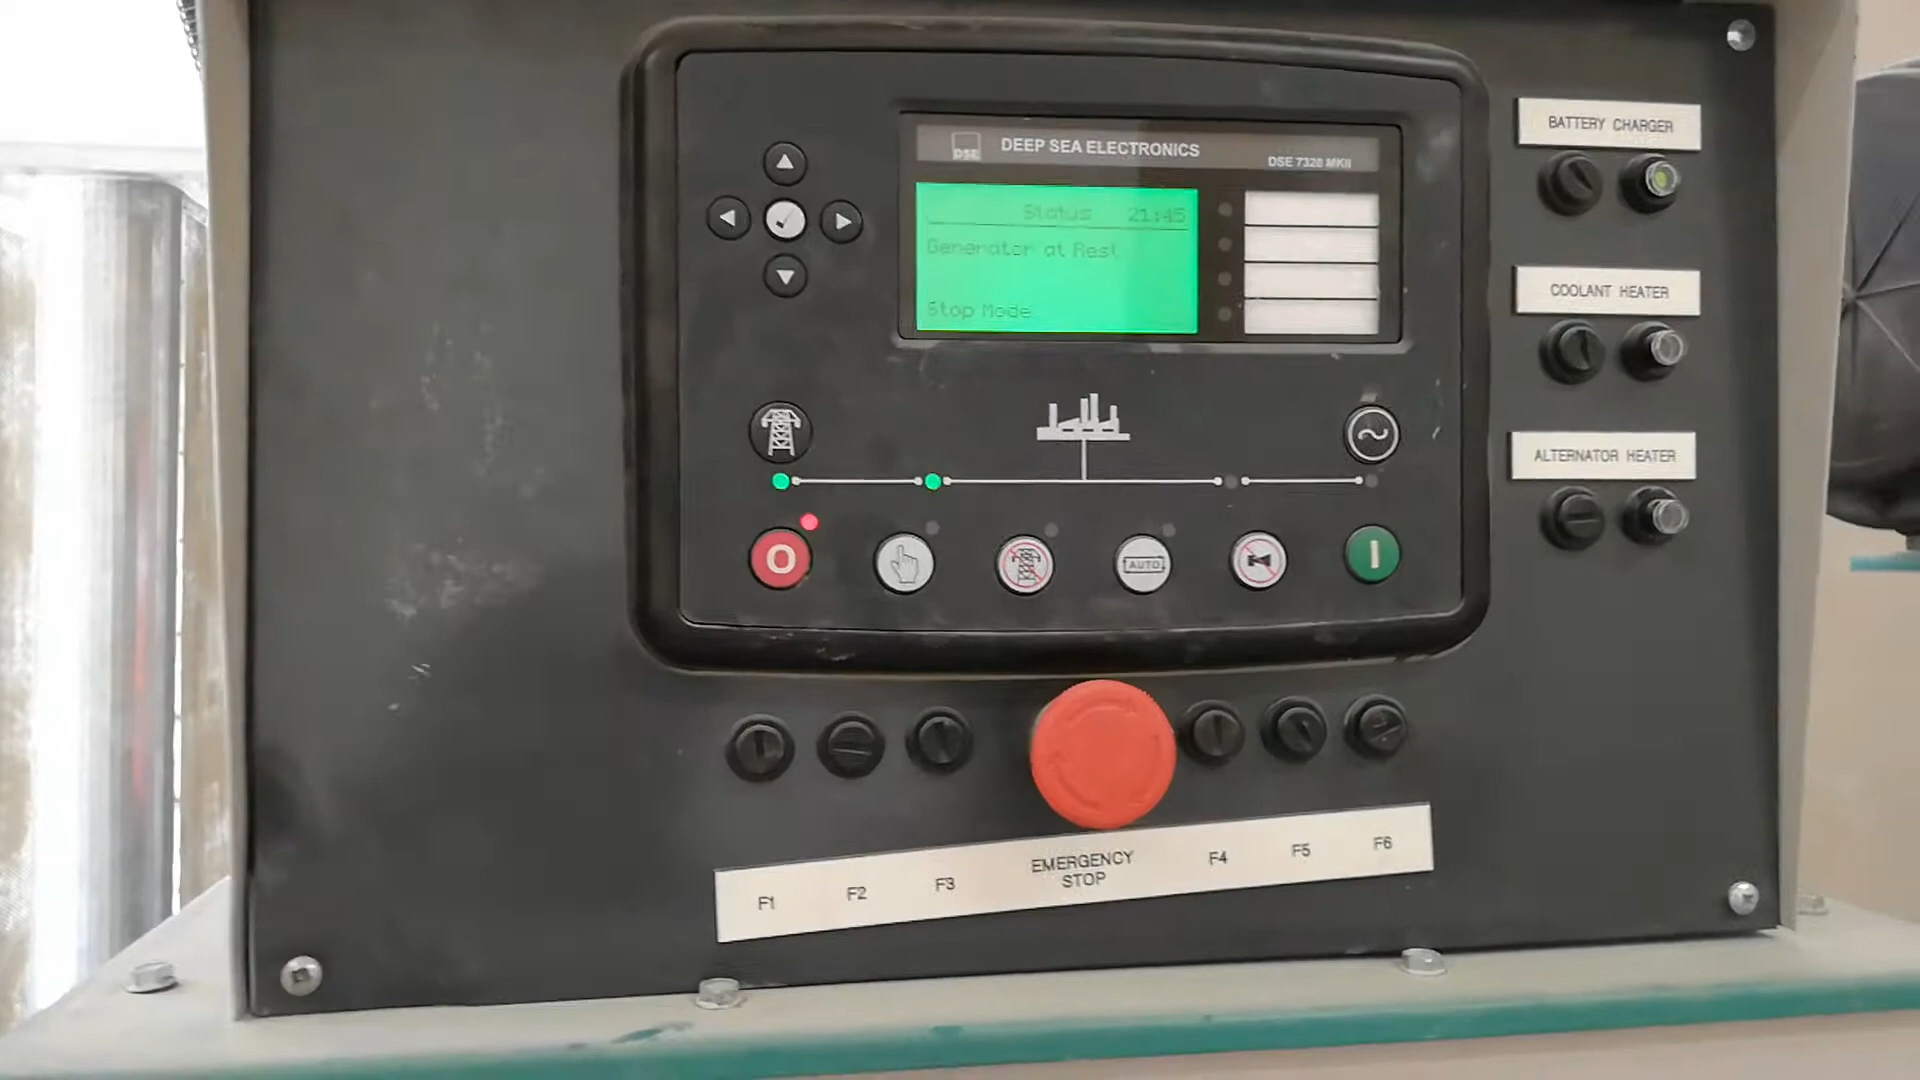 DSE
DEEP SEA ELECTRONICS
DSE 7320 MKII
Status 21:45
Generator at Rest
Stop Mode
BATTERY CHARGER
COOLANT HEATER
ALTERNATOR HEATER
O
AUTO
I
F1 F2 F3 EMERGENCY STOP F4 F5 F6